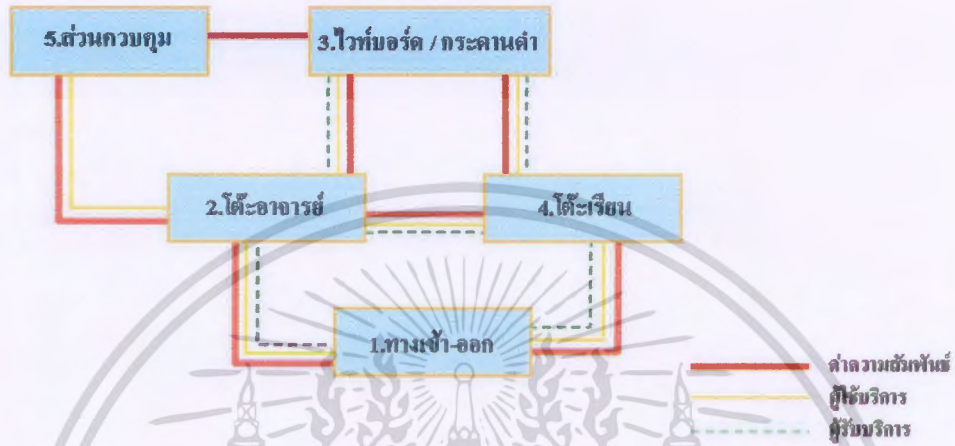 5.ส่วนควบคุม
3.ไวท์บอร์ด / กระดานดำ
2.โต๊ะอาจารย์
4.โต๊ะเรียน
1.ทางเข้า-ออก
ค่าความสัมพันธ์
ผู้ใช้บริการ
ผู้รับบริการ